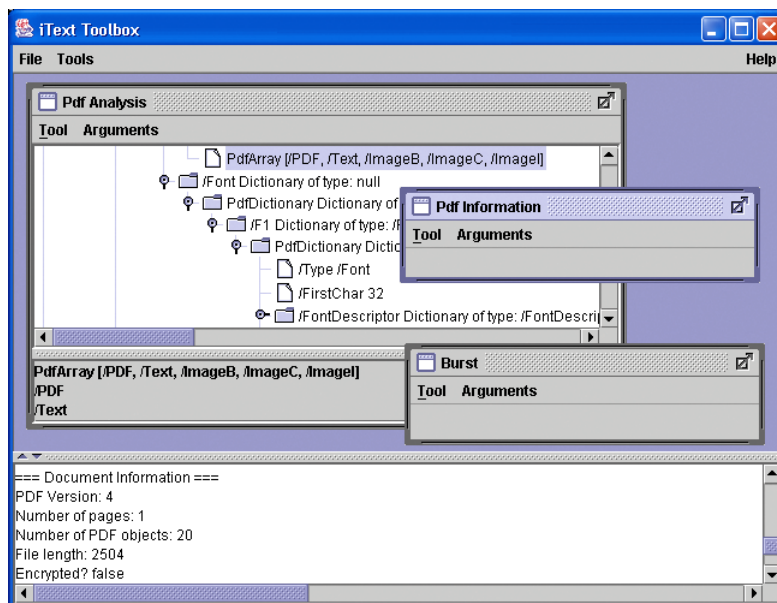 iText Toolbox
File Tools Help
Pdf Analysis
Tool Arguments
PdfArray [/PDF, /Text, /ImageB, /ImageC, /ImageI]
/Font Dictionary of type: null
PdfDictionary Dictionary of
/F1 Dictionary of type: /F
PdfDictionary Dictio
/Type /Font
/FirstChar 32
/FontDescriptor Dictionary of type: /FontDescri
PdfArray [/PDF, /Text, /ImageB, /ImageC, /ImageI]
/PDF
/Text
Pdf Information
Tool Arguments
Burst
Tool Arguments
=== Document Information ===
PDF Version: 4
Number of pages: 1
Number of PDF objects: 20
File length: 2504
Encrypted? false